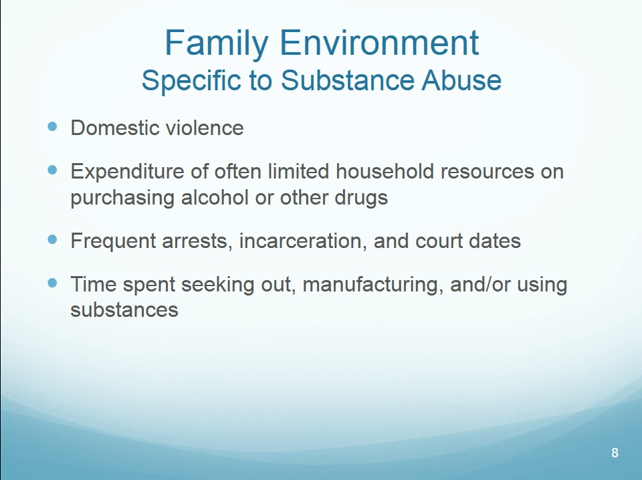 Family Environment
Specific to Substance Abuse
Domestic violence
Expenditure of often limited household resources on
purchasing alcohol or other drugs
Frequent arrests, incarceration, and court dates
Time spent seeking out, manufacturing, and/or using
substances
8